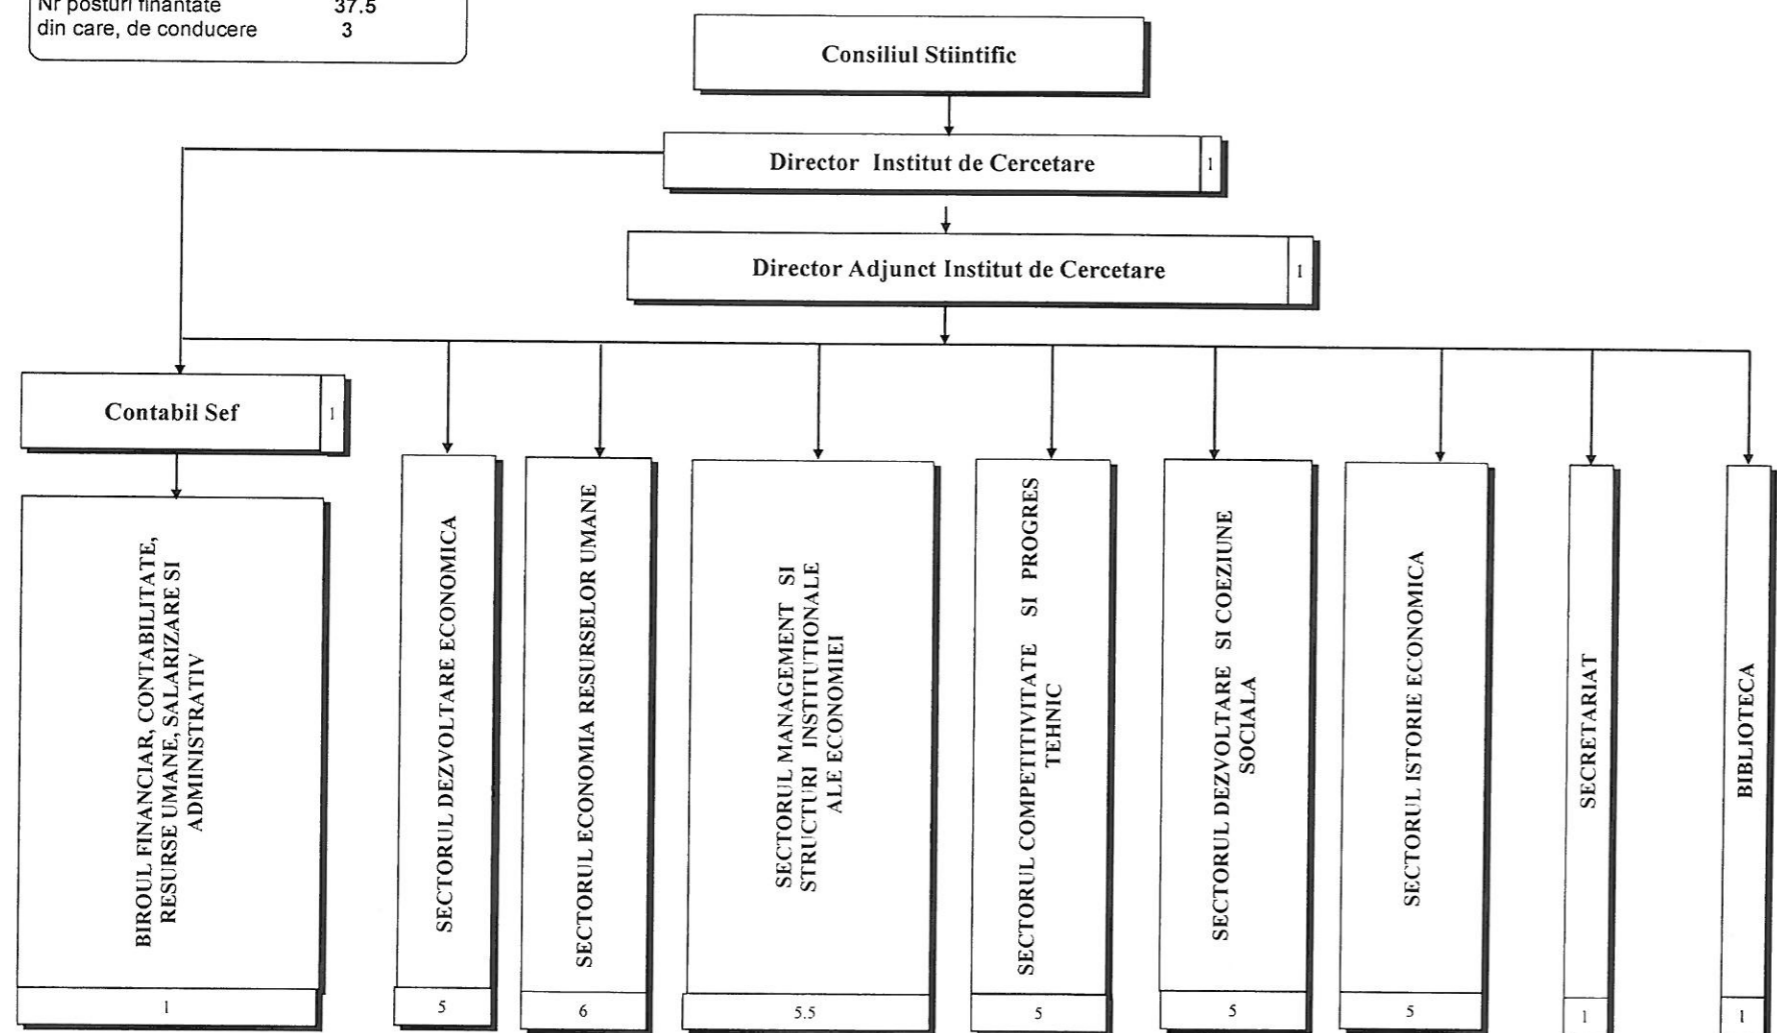 Nr posturi finantate 37.5
din care, de conducere 3
Consiliul Stiintific
Director Institut de Cercetare 1
Director Adjunct Institut de Cercetare 1
Contabil Sef 1
BIROUL FINANCIAR, CONTABILITATE,
RESURSE UMANE, SALARIZARE SI
ADMINISTRATIV
1
SECTORUL DEZVOLTARE ECONOMICA
5
SECTORUL ECONOMIA RESURSELOR UMANE
6
SECTORUL MANAGEMENT SI
STRUCTURI INSTITUTIONALE
ALE ECONOMIEI
5.5
SECTORUL COMPETITIVITATE SI PROGRES
TEHNIC
5
SECTORUL DEZVOLTARE SI COEZIUNE
SOCIALA
5
SECTORUL ISTORIE ECONOMICA
5
SECRETARIAT
1
BIBLIOTECA
1